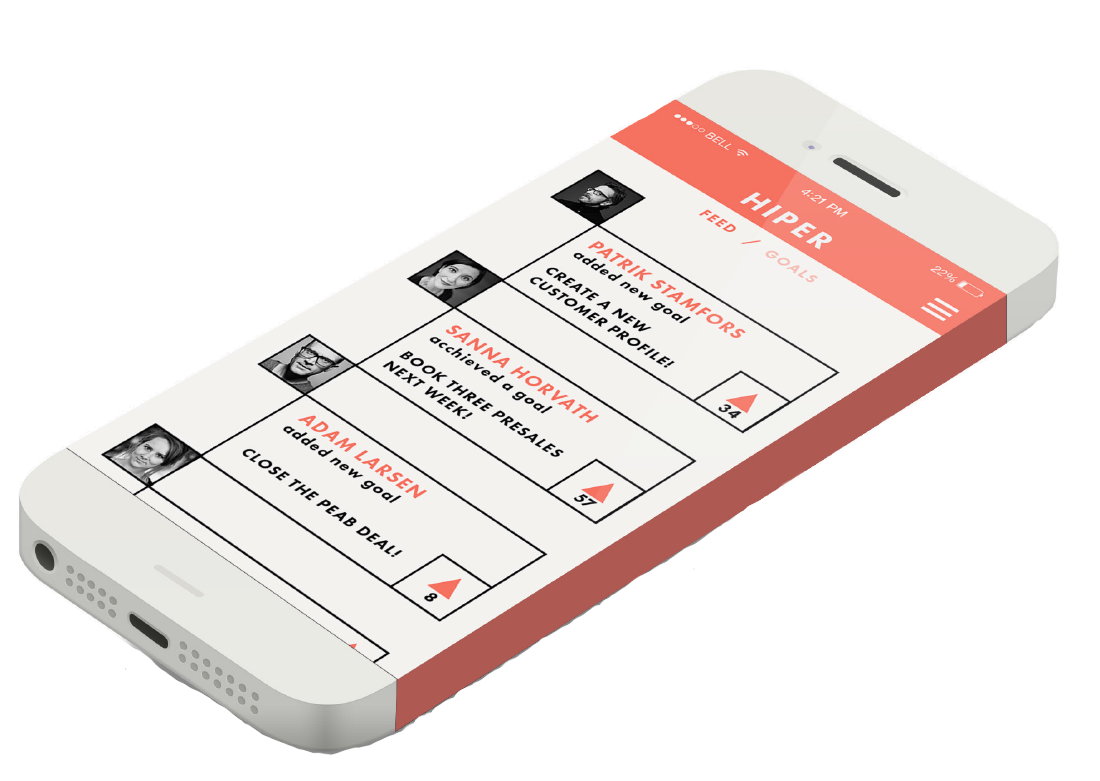 BELL
4:21 PM
22%
HIPER
FEED / GOALS
PATRIK STAMFORS
added new goal
CREATE A NEW
CUSTOMER PROFILE!
34
SANNA HORVATH
acchieved a goal
BOOK THREE PRESALES
NEXT WEEK!
57
ADAM LARSEN
added new goal
CLOSE THE PEAB DEAL!
8